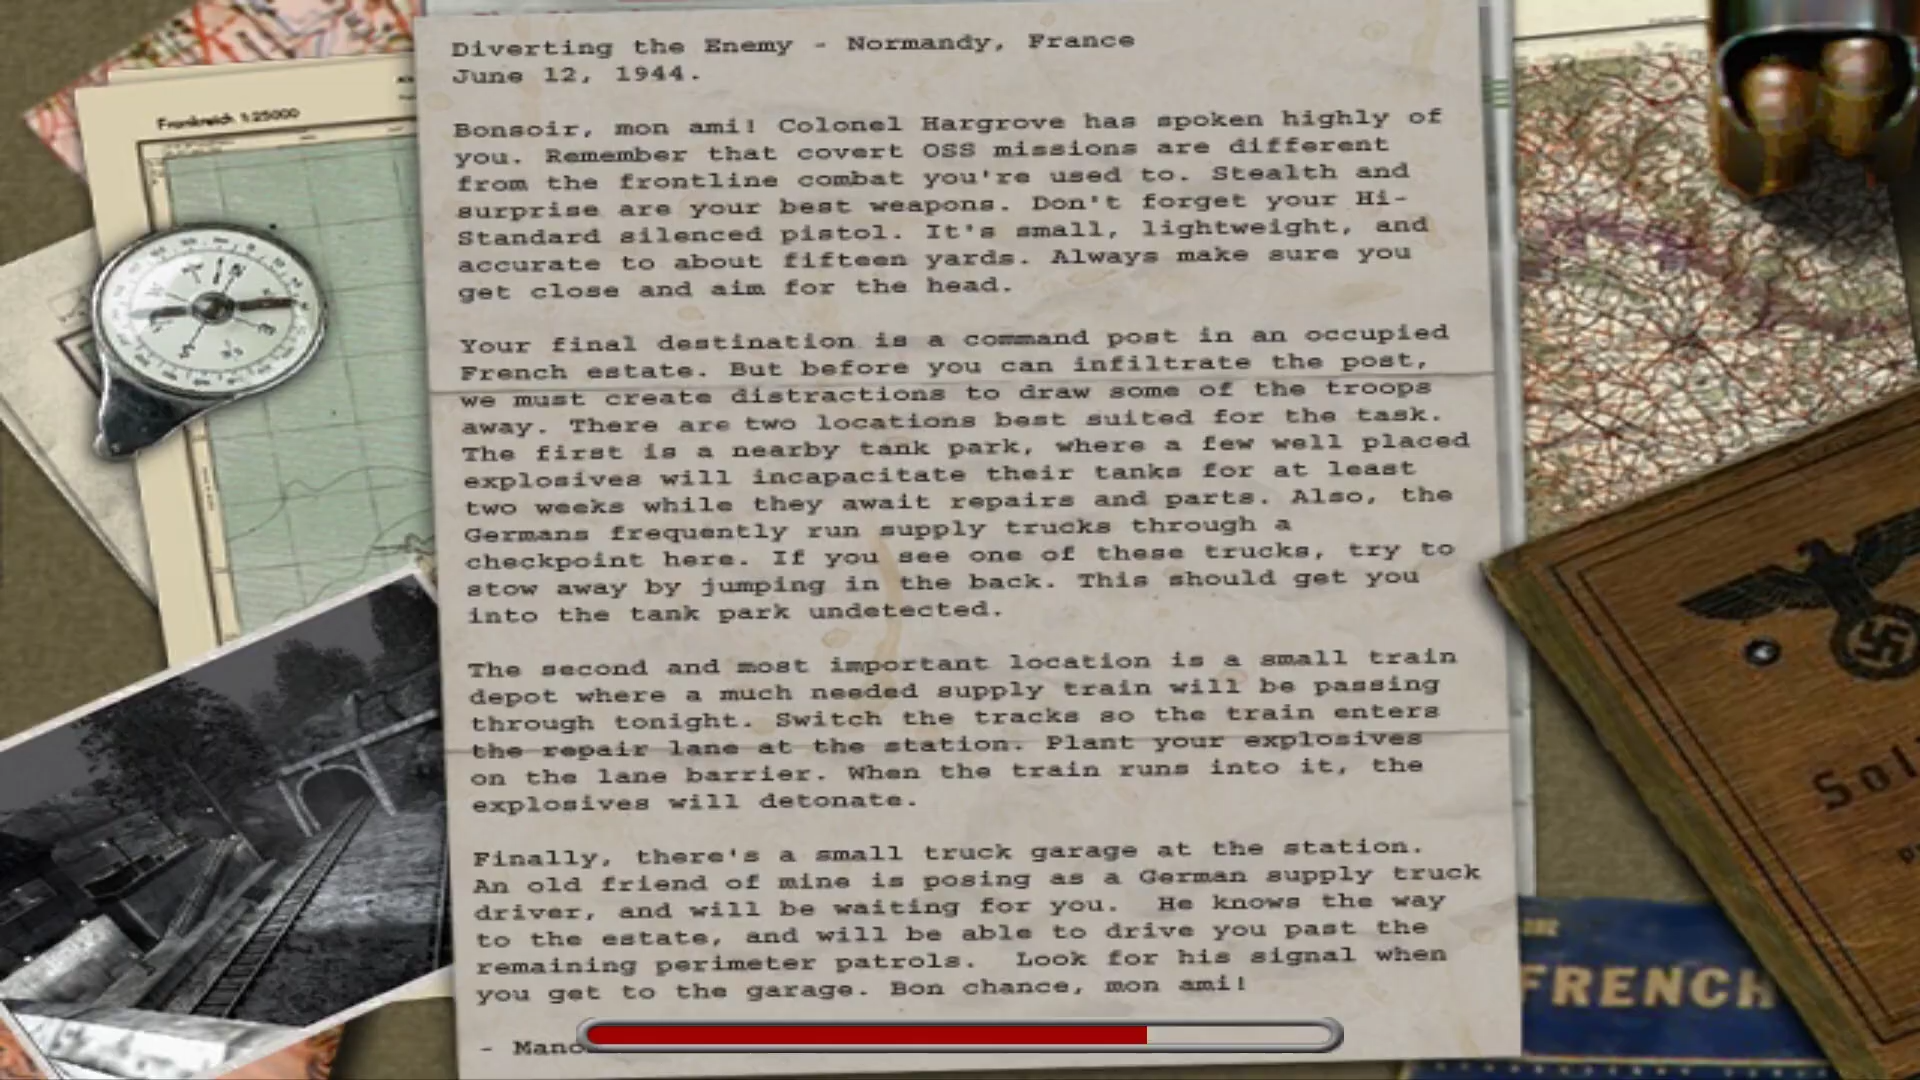 Diverting the Enemy - Normandy, France
June 12, 1944.
Bonsoir, mon ami! Colonel Hargrove has spoken highly of
you. Remember that covert OSS missions are different
from the frontline combat you're used to. Stealth and
surprise are your best weapons. Don't forget your Hi-
Standard silenced pistol. It's small, lightweight, and
accurate to about fifteen yards. Always make sure you
get close and aim for the head.
Your final destination is a command post in an occupied
French estate. But before you can infiltrate the post,
we must create distractions to draw some of the troops
away. There are two locations best suited for the task.
The first is a nearby tank park, where a few well placed
explosives will incapacitate their tanks for at least
two weeks while they await repairs and parts. Also, the
Germans frequently run supply trucks through a
checkpoint here. If you see one of these trucks, try to
stow away by jumping in the back. This should get you
into the tank park undetected.
The second and most important location is a small train
depot where a much needed supply train will be passing
through tonight. Switch the tracks so the train enters
the repair lane at the station. Plant your explosives
on the lane barrier. When the train runs into it, the
explosives will detonate.
Finally, there's a small truck garage at the station.
An old friend of mine is posing as a German supply truck
driver, and will be waiting for you. He knows the way
to the estate, and will be able to drive you past the
remaining perimeter patrols. Look for his signal when
you get to the garage. Bon chance, mon ami!
- Mano
Frankreich 1:25000
N
E
S
Sol
FRENCH